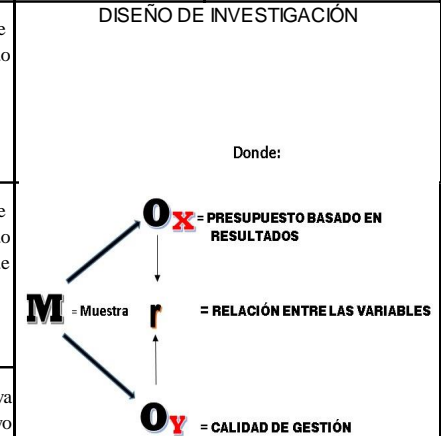 DISEÑO DE INVESTIGACIÓN
Donde:
OX = PRESUPUESTO BASADO EN
RESULTADOS
M = Muestra r = RELACIÓN ENTRE LAS VARIABLES
OY = CALIDAD DE GESTIÓN